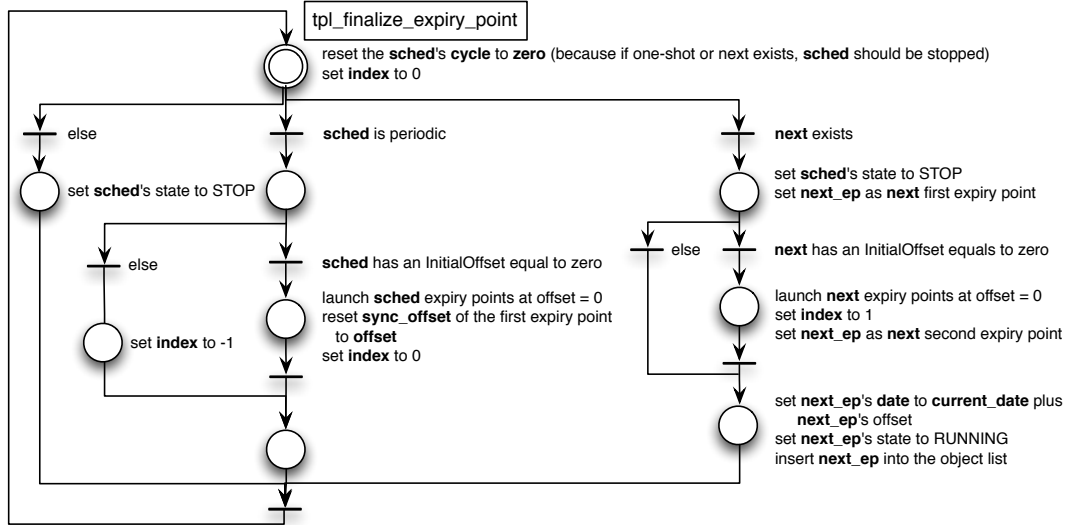 tpl_finalize_expiry_point
reset the sched's cycle to zero (because if one-shot or next exists, sched should be stopped)
set index to 0
else
sched is periodic
next exists
set sched's state to STOP
set sched's state to STOP
set next_ep as next first expiry point
else
sched has an InitialOffset equal to zero
else
next has an InitialOffset equals to zero
launch sched expiry points at offset = 0
reset sync_offset of the first expiry point
to offset
set index to 0
set index to -1
launch next expiry points at offset = 0
set index to 1
set next_ep as next second expiry point
set next_ep's date to current_date plus
next_ep's offset
set next_ep's state to RUNNING
insert next_ep into the object list